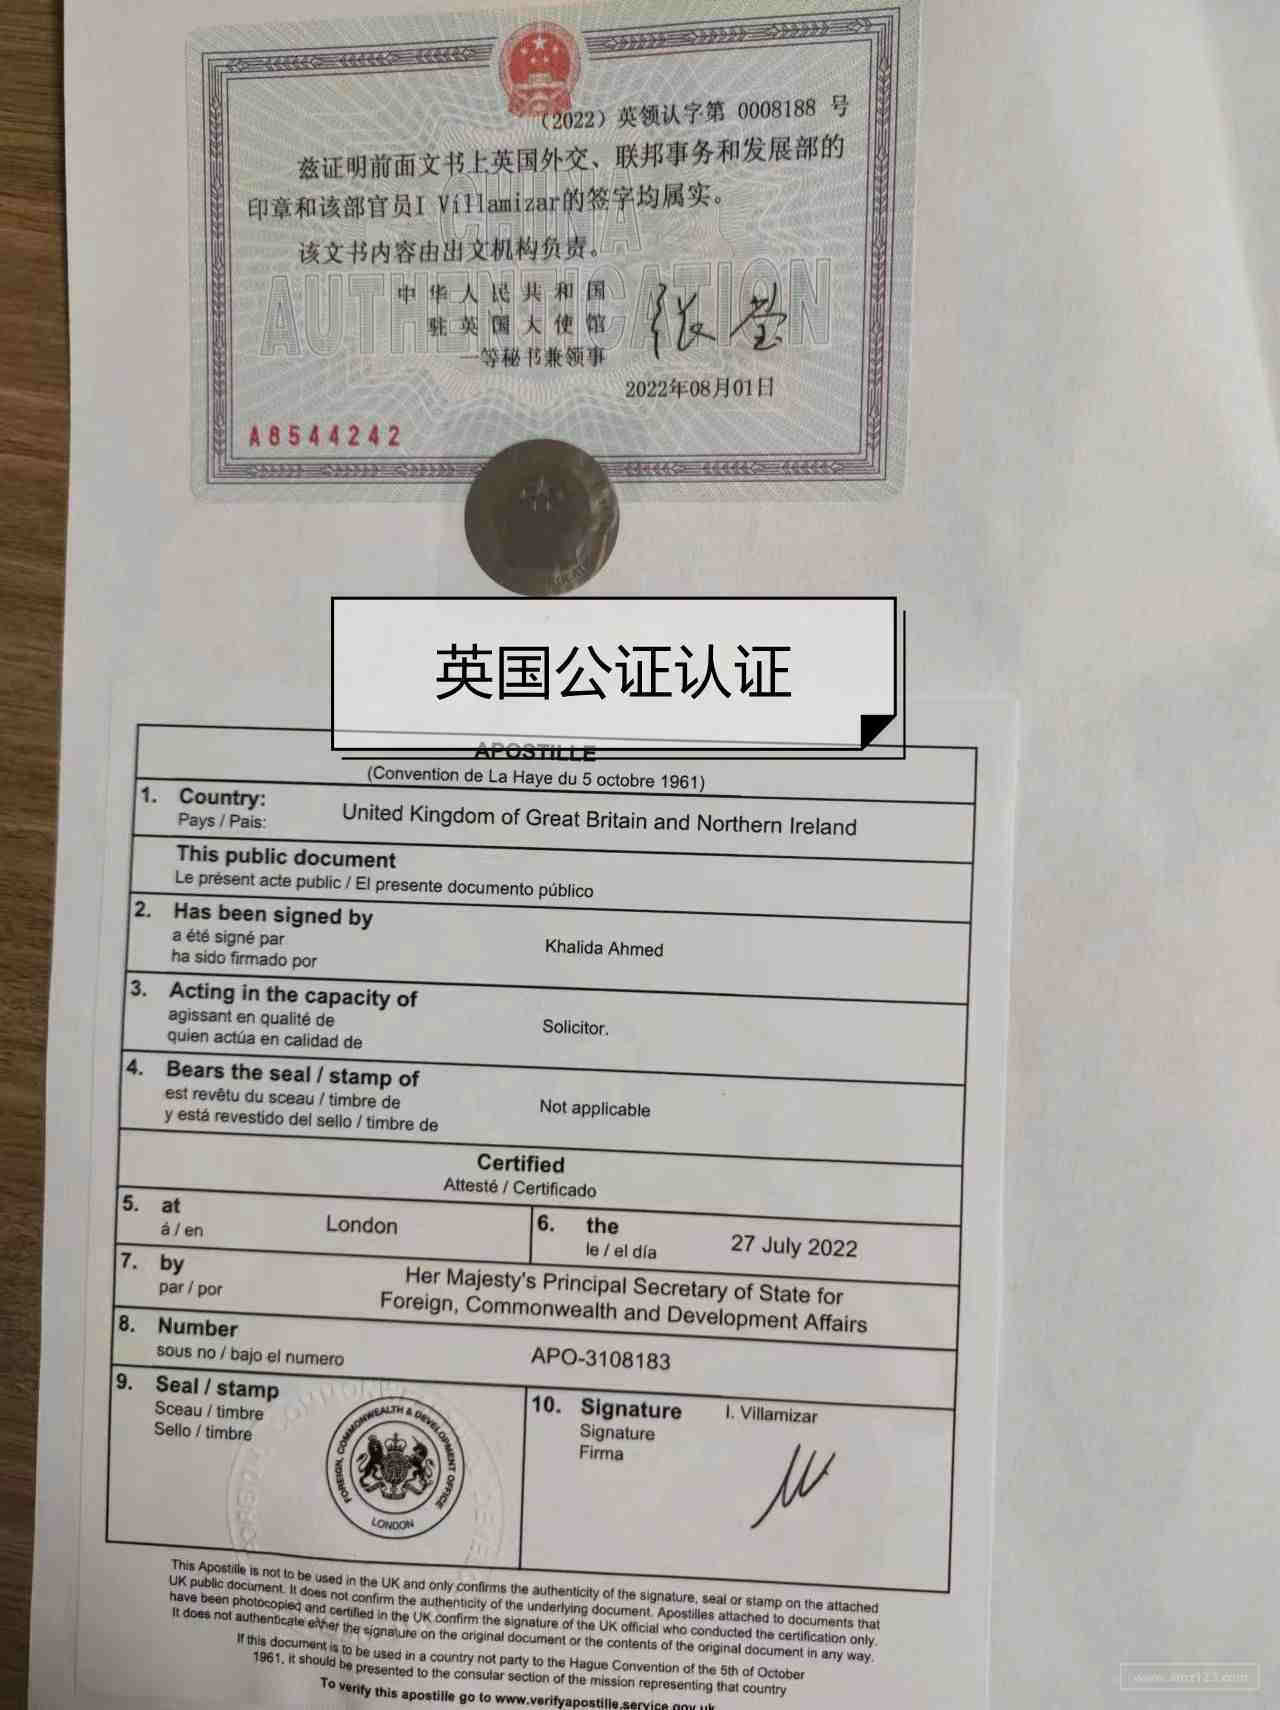 (2022) 英领认字第 0008188 号
兹证明前面文书上英国外交、联邦事务和发展部的
印章和该部官员I Villamizar的签字均属实。
该文书内容由出文机构负责。
CHINA
AUTHENTICATION
中华人民共和国
驻英国大使馆
一等秘书兼领事
张莹
2022年08月01日
A8544242
英国公证认证
APOSTILLE
(Convention de La Haye du 5 octobre 1961)
1. Country: United Kingdom of Great Britain and Northern Ireland
Pays / Pais:
This public document
Le présent acte public / El presente documento público
2. Has been signed by
a été signé par Khalida Ahmed
ha sido firmado por
3. Acting in the capacity of
agissant en qualité de Solicitor.
quien actúa en calidad de
4. Bears the seal / stamp of
est revêtu du sceau / timbre de Not applicable
y está revestido del sello / timbre de
Certified
Attesté / Certificado
5. at London
á / en
6. the 27 July 2022
le / el día
7. by Her Majesty's Principal Secretary of State for
par / por Foreign, Commonwealth and Development Affairs
8. Number
sous no / bajo el numero APO-3108183
9. Seal / stamp
Sceau / timbre
Sello / timbre
FOREIGN, COMMONWEALTH & DEVELOPMENT OFFICE
LONDON
10. Signature I. Villamizar
Signature
Firma
This Apostille is not to be used in the UK and only confirms the authenticity of the signature, seal or stamp on the attached
UK public document. It does not confirm the authenticity of the underlying document. Apostilles attached to documents that
have been photocopied and certified in the UK confirm the signature of the UK official who conducted the certification only.
It does not authenticate either the signature on the original document or the contents of the original document in any way.
If this document is to be used in a country not party to the Hague Convention of the 5th of October
1961, it should be presented to the consular section of the mission representing that country
To verify this apostille go to www.verifyapostille.service.gov.uk